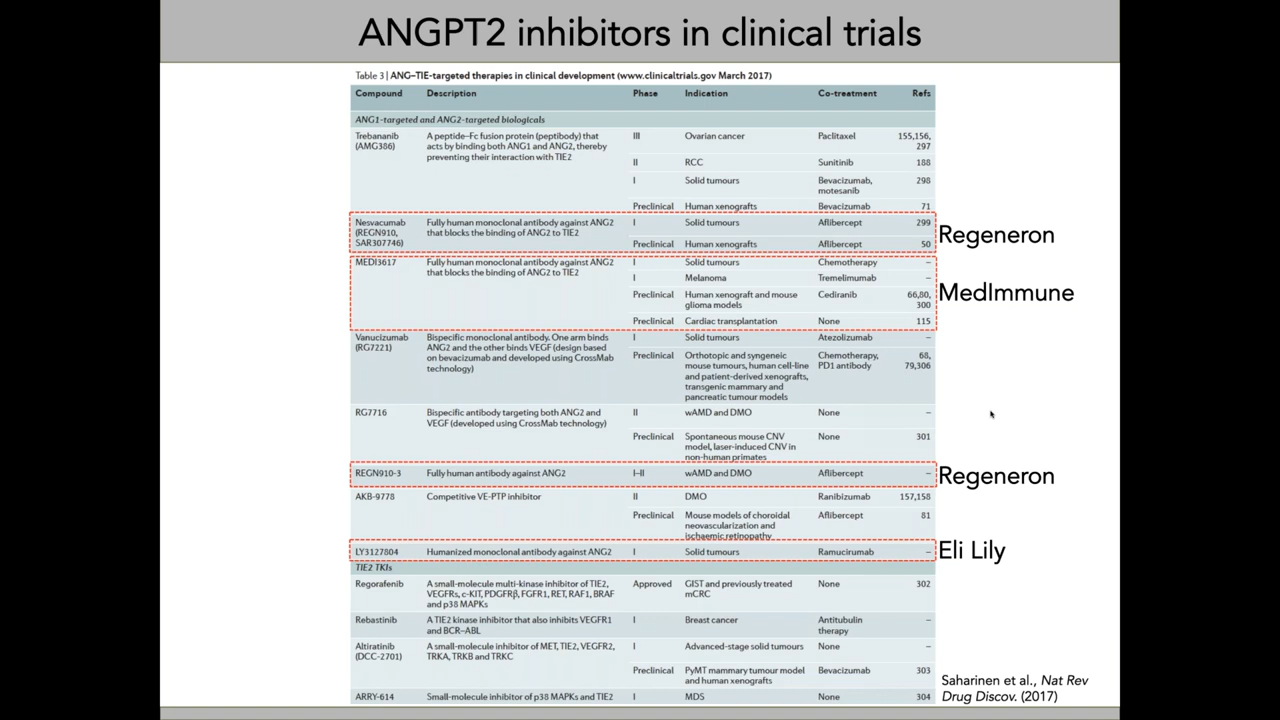 ANGPT2 inhibitors in clinical trials
Table 3 | ANG–TIE-targeted therapies in clinical development (www.clinicaltrials.gov March 2017)
Compound Description Phase Indication Co-treatment Refs
ANG1-targeted and ANG2-targeted biologicals
Trebananib A peptide–Fc fusion protein (peptibody) that III Ovarian cancer Paclitaxel 155,156,
(AMG386) acts by binding both ANG1 and ANG2, thereby 297
preventing their interaction with TIE2
II RCC Sunitinib 188
I Solid tumours Bevacizumab, 298
motesanib
Preclinical Human xenografts Bevacizumab 71
Nesvacumab Fully human monoclonal antibody against ANG2 I Solid tumours Aflibercept 299
(REGN910, that blocks the binding of ANG2 to TIE2
Regeneron
SAR307746) Preclinical Human xenografts Aflibercept 50
MEDI3617 Fully human monoclonal antibody against ANG2 I Solid tumours Chemotherapy –
that blocks the binding of ANG2 to TIE2
I Melanoma Tremelimumab –
Preclinical Human xenograft and mouse Cediranib 66,80,
glioma models 300
MedImmune
Preclinical Cardiac transplantation None 115
Vanucizumab Bispecific monoclonal antibody. One arm binds I Solid tumours Atezolizumab –
(RG7221) ANG2 and the other binds VEGF (design based
on bevacizumab and developed using CrossMab Preclinical Orthotopic and syngeneic Chemotherapy, 68,
technology) mouse tumours, human cell-line PD1 antibody 79,306
and patient-derived xenografts,
transgenic mammary and
pancreatic tumour models
RG7716 Bispecific antibody targeting both ANG2 and II wAMD and DMO None –
VEGF (developed using CrossMab technology)
Preclinical Spontaneous mouse CNV None 301
model, laser-induced CNV in
non-human primates
REGN910-3 Fully human antibody against ANG2 I–II wAMD and DMO Aflibercept –
Regeneron
AKB-9778 Competitive VE-PTP inhibitor II DMO Ranibizumab 157,158
Preclinical Mouse models of choroidal Aflibercept 81
neovascularization and
ischaemic retinopathy
LY3127804 Humanized monoclonal antibody against ANG2 I Solid tumours Ramucirumab –
Eli Lily
TIE2 TKIs
Regorafenib A small-molecule multi-kinase inhibitor of TIE2, Approved GIST and previously treated None 302
VEGFRs, c-KIT, PDGFRβ, FGFR1, RET, RAF1, BRAF mCRC
and p38 MAPKs
Rebastinib A TIE2 kinase inhibitor that also inhibits VEGFR1 I Breast cancer Antitubulin –
and BCR–ABL therapy
Altiratinib A small-molecule inhibitor of MET, TIE2, VEGFR2, I Advanced-stage solid tumours None –
(DCC-2701) TRKA, TRKB and TRKC
Preclinical PyMT mammary tumour model Bevacizumab 303
and human xenografts
ARRY-614 Small-molecule inhibitor of p38 MAPKs and TIE2 I MDS None 304
Saharinen et al., Nat Rev
Drug Discov. (2017)